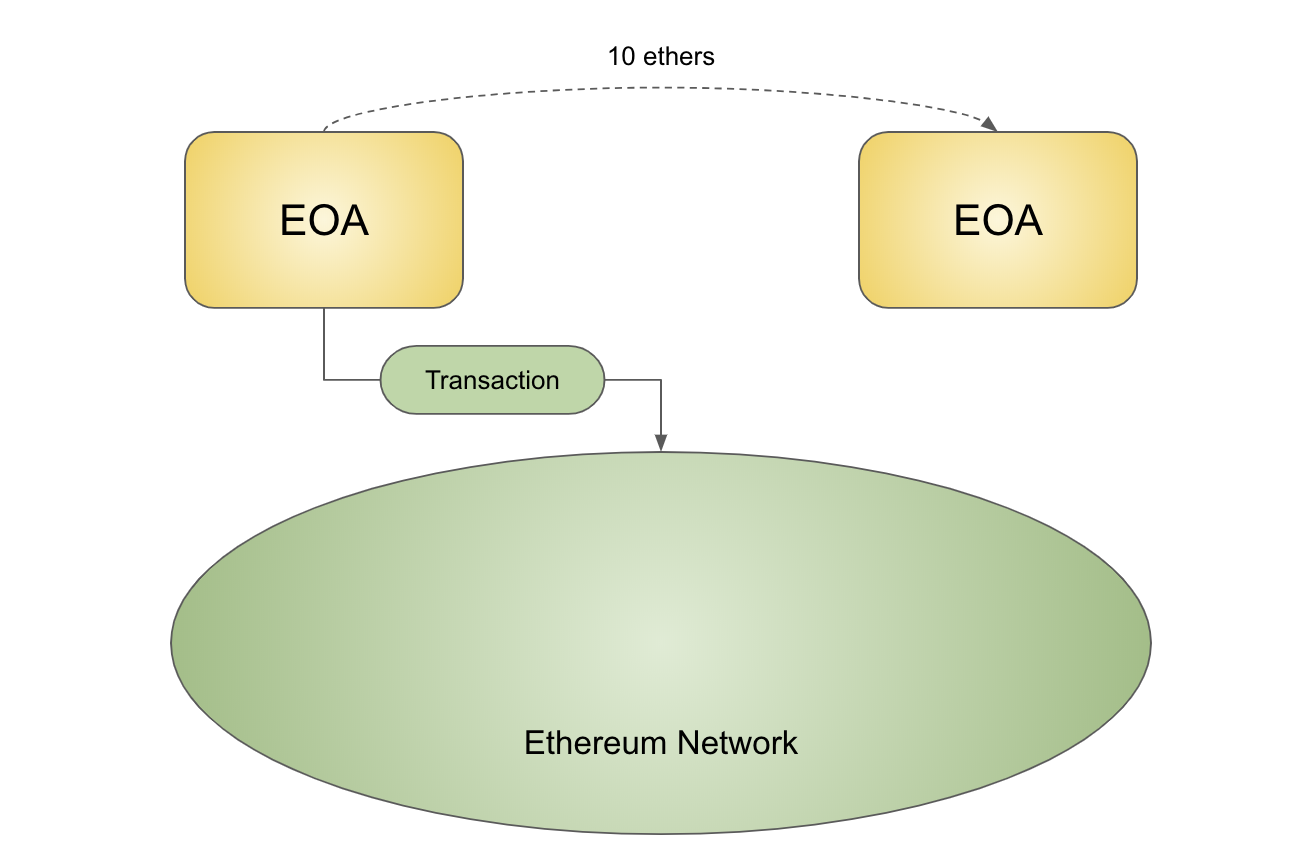 10 ethers
EOA
EOA
Transaction
Ethereum Network